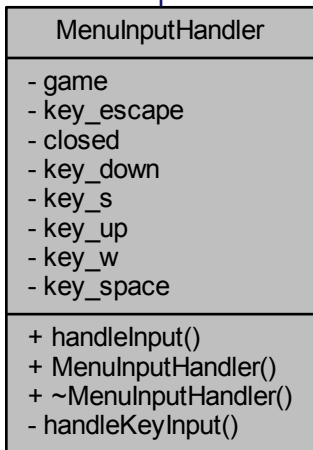 MenuInputHandler
- game
- key_escape
- closed
- key_down
- key_s
- key_up
- key_w
- key_space
+ handleInput()
+ MenuInputHandler()
+ ~MenuInputHandler()
- handleKeyInput()